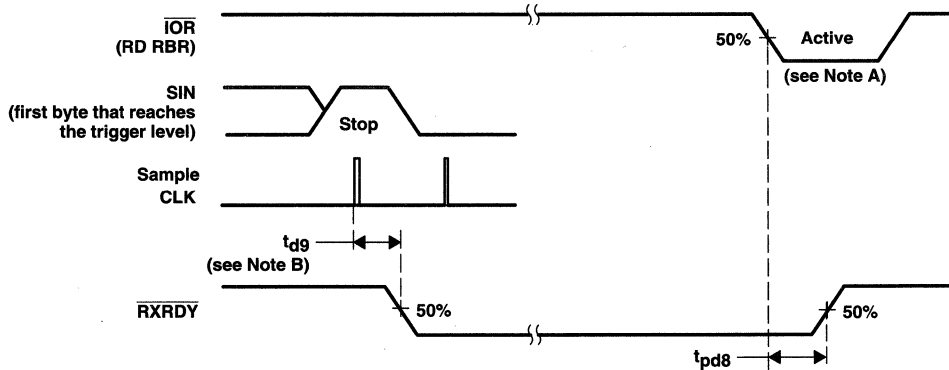 IOR
(RD RBR)
50%
Active
(see Note A)
SIN
(first byte that reaches
the trigger level)
Stop
Sample
CLK
td9
(see Note B)
RXRDY
50%
50%
tpd8